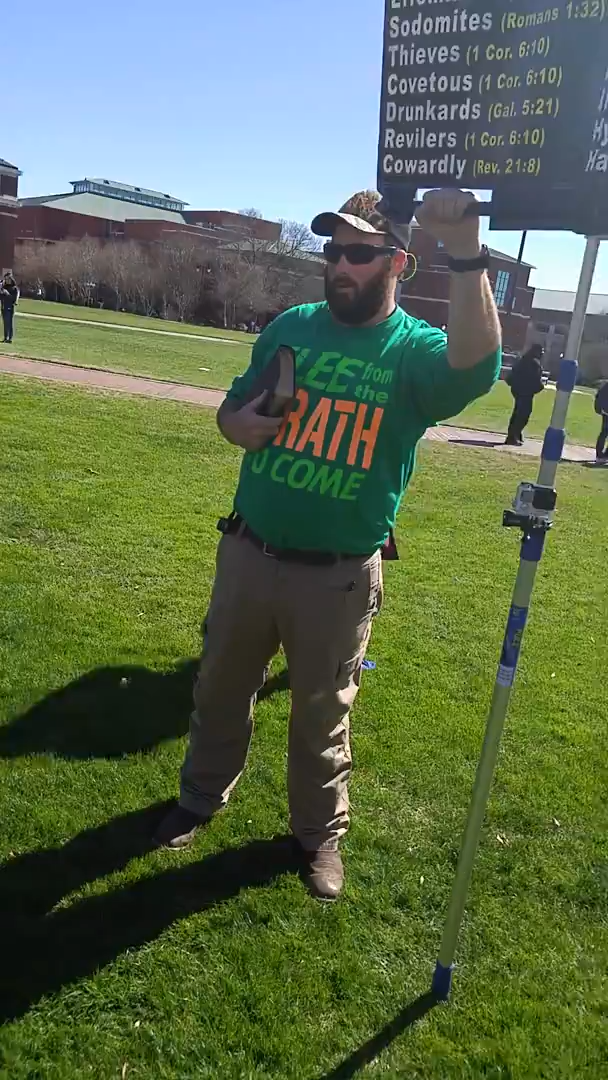 Sodomites (Romans 1:32)
Thieves (1 Cor. 6:10)
Covetous (1 Cor. 6:10)
Drunkards (Gal. 5:21)
Revilers (1 Cor. 6:10)
Cowardly (Rev. 21:8)
LEE from
the
RATH
O COME